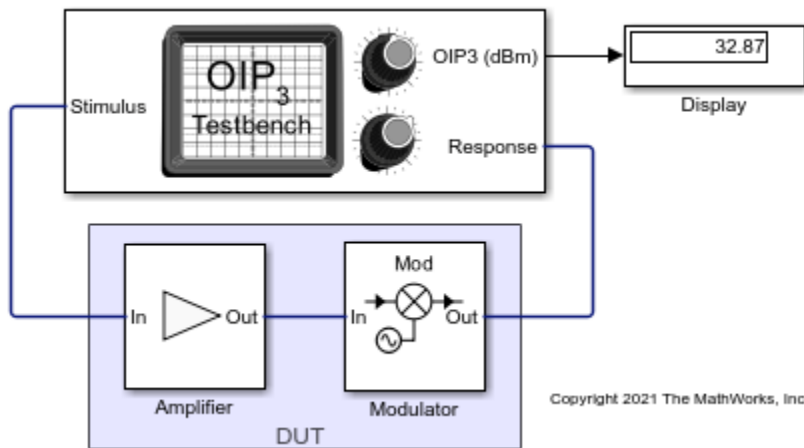 OIP3
Testbench
Stimulus
OIP3 (dBm)
Response
32.87
Display
In
Out
Amplifier
Mod
In
Out
Modulator
DUT
Copyright 2021 The MathWorks, Inc